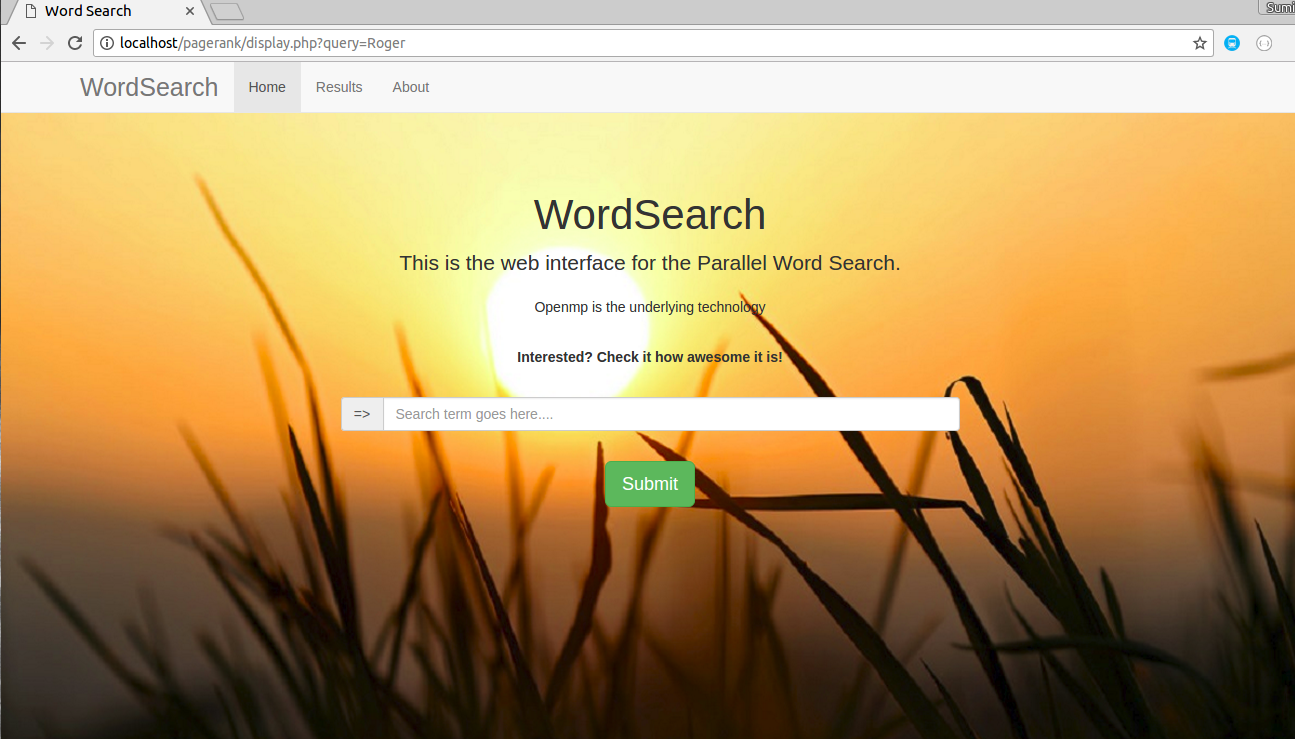 Word Search
Sumi
localhost/pagerank/display.php?query=Roger
WordSearch Home Results About
WordSearch
This is the web interface for the Parallel Word Search.
Openmp is the underlying technology
Interested? Check it how awesome it is!
=> Search term goes here....
Submit